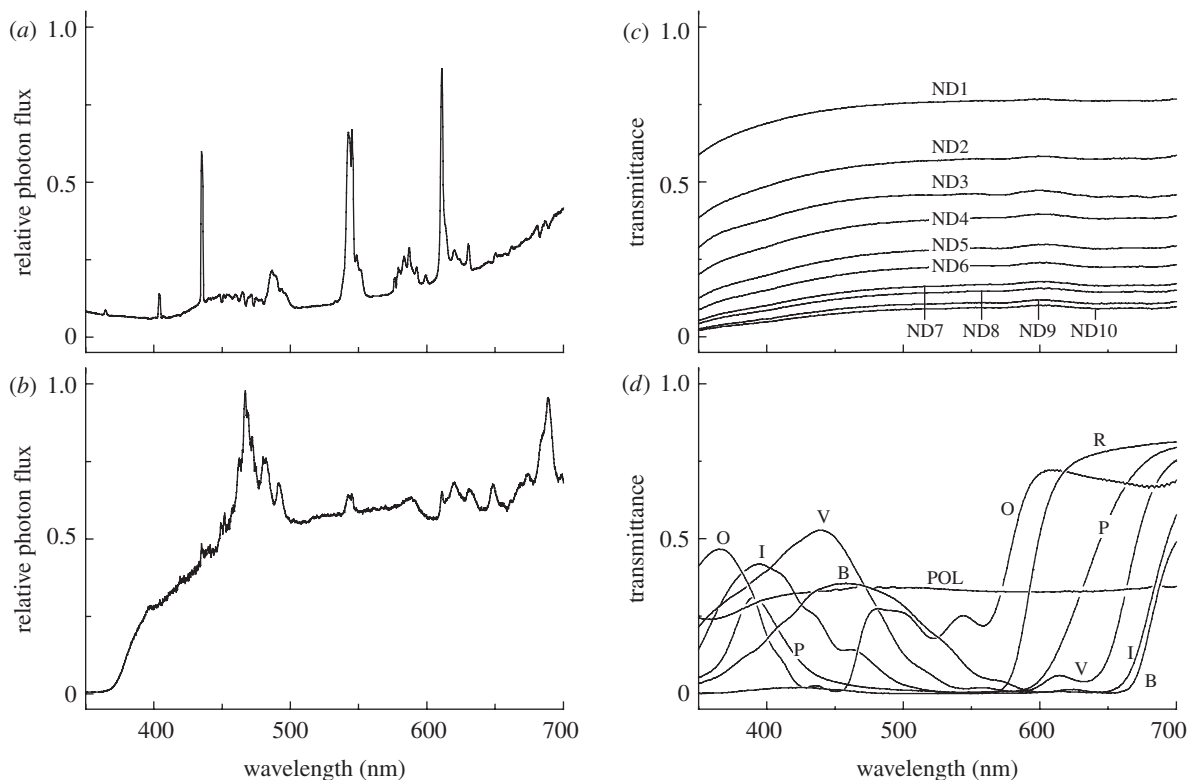 (a)
1.0
0.5
0
relative photon flux
(b)
1.0
0.5
0
relative photon flux
400
500
600
700
wavelength (nm)
(c)
1.0
0.5
0
transmittance
ND1
ND2
ND3
ND4
ND5
ND6
ND7
ND8
ND9
ND10
(d)
1.0
0.5
0
transmittance
R
O
V
P
O
I
B
POL
P
V
I
B
400
500
600
700
wavelength (nm)